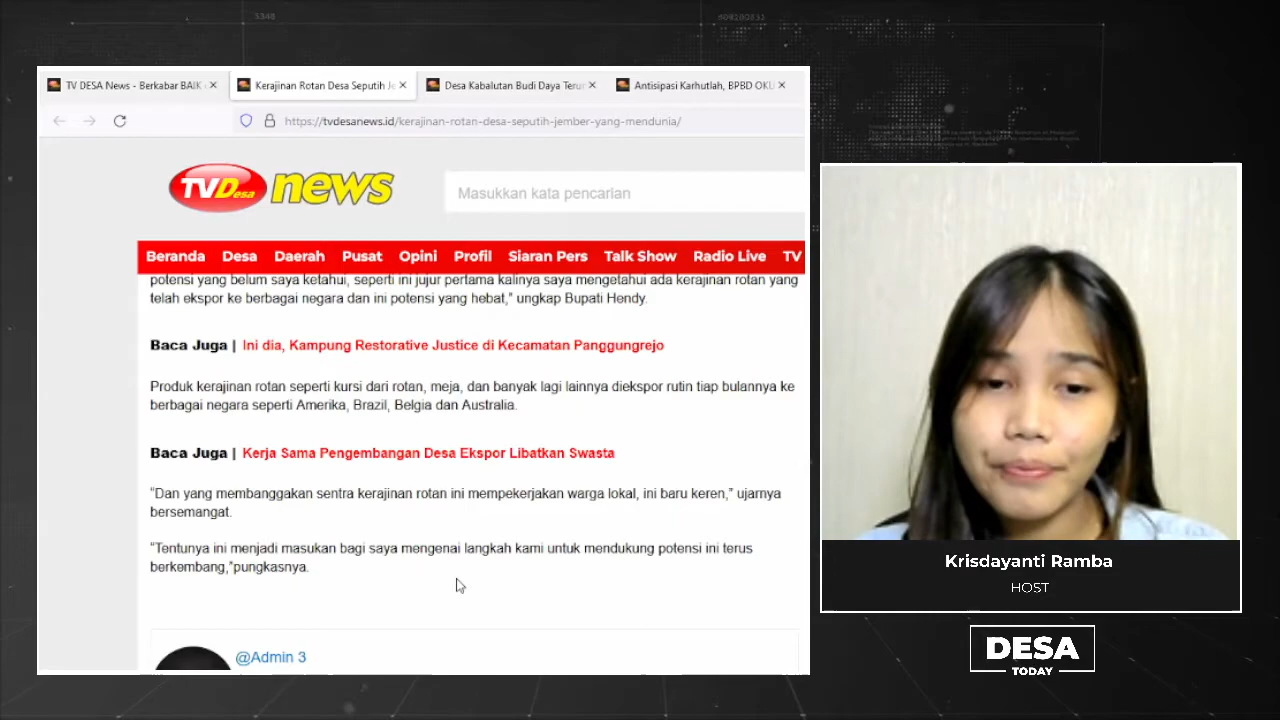 5348
TV DESA News - Berkabar BAIK
Kerajinan Rotan Desa Seputih Je
Desa Kabalutan Budi Daya Teru
Antisipasi Karhutlah, BPBD OKU
https://tvdesanews.id/kerajinan-rotan-desa-seputih-jember-yang-mendunia/
TVDesa news
Masukkan kata pencarian
Beranda Desa Daerah Pusat Opini Profil Siaran Pers Talk Show Radio Live TV
potensi yang belum saya ketahui, seperti ini jujur pertama kalinya saya mengetahui ada kerajinan rotan yang
telah ekspor ke berbagai negara dan ini potensi yang hebat,” ungkap Bupati Hendy.
Baca Juga | Ini dia, Kampung Restorative Justice di Kecamatan Panggungrejo
Produk kerajinan rotan seperti kursi dari rotan, meja, dan banyak lagi lainnya diekspor rutin tiap bulannya ke
berbagai negara seperti Amerika, Brazil, Belgia dan Australia.
Baca Juga | Kerja Sama Pengembangan Desa Ekspor Libatkan Swasta
“Dan yang membanggakan sentra kerajinan rotan ini mempekerjakan warga lokal, ini baru keren,” ujarnya
bersemangat.
“Tentunya ini menjadi masukan bagi saya mengenai langkah kami untuk mendukung potensi ini terus
berkembang,”pungkasnya.
@Admin 3
Krisdayanti Ramba
HOST
DESA
TODAY